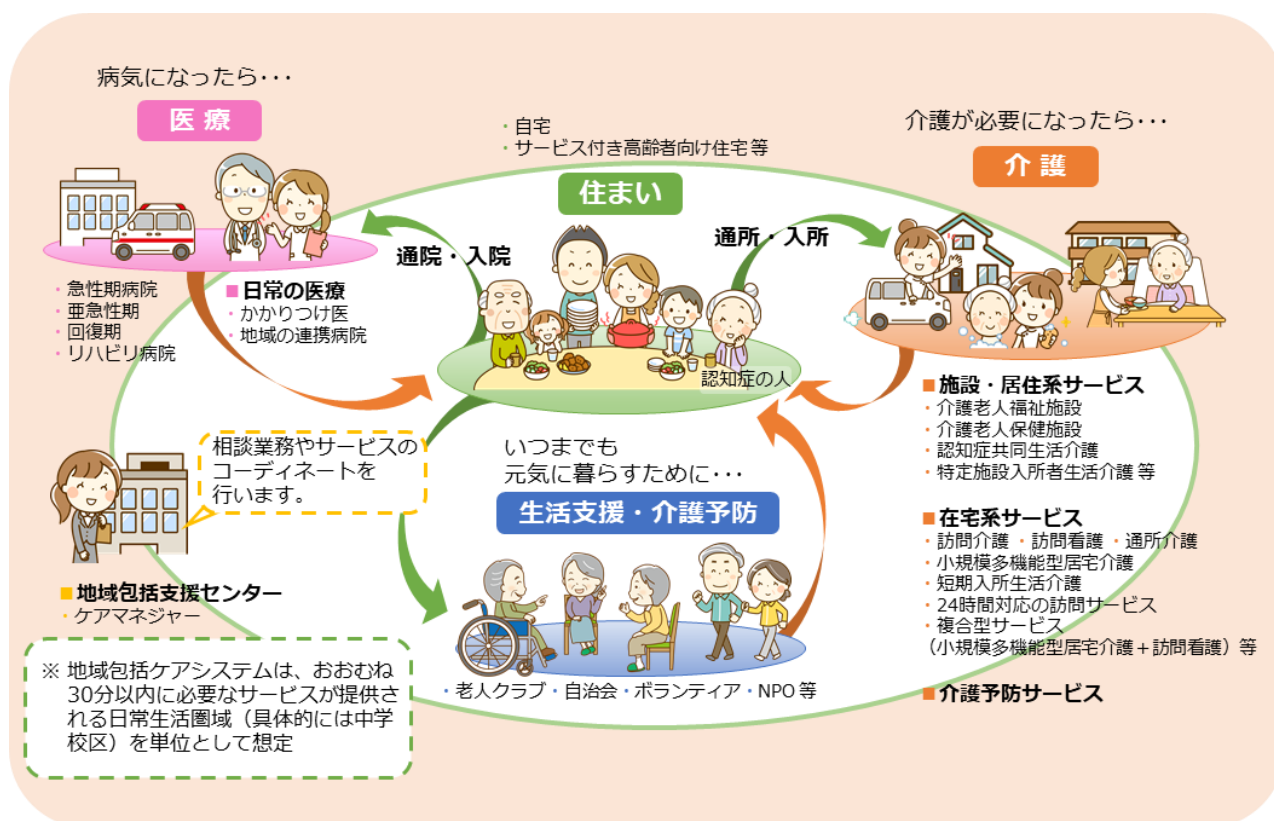 病気になったら･･･
医 療
・急性期病院
・亜急性期
・回復期
・リハビリ病院
■日常の医療
・かかりつけ医
・地域の連携病院
・自宅
・サービス付き高齢者向け住宅 等
住まい
通院・入院
通所・入所
認知症の人
介護が必要になったら･･･
介 護
■施設・居住系サービス
・介護老人福祉施設
・介護老人保健施設
・認知症共同生活介護
・特定施設入所者生活介護 等
■在宅系サービス
・訪問介護 ・訪問看護 ・通所介護
・小規模多機能型居宅介護
・短期入所生活介護
・24時間対応の訪問サービス
・複合型サービス
（小規模多機能型居宅介護＋訪問看護）等
■介護予防サービス
相談業務やサービスの
コーディネートを
行います。
■地域包括支援センター
・ケアマネジャー
いつまでも
元気に暮らすために･･･
生活支援・介護予防
・老人クラブ・自治会・ボランティア・NPO 等
※ 地域包括ケアシステムは、おおむね
30分以内に必要なサービスが提供さ
れる日常生活圏域（具体的には中学
校区）を単位として想定